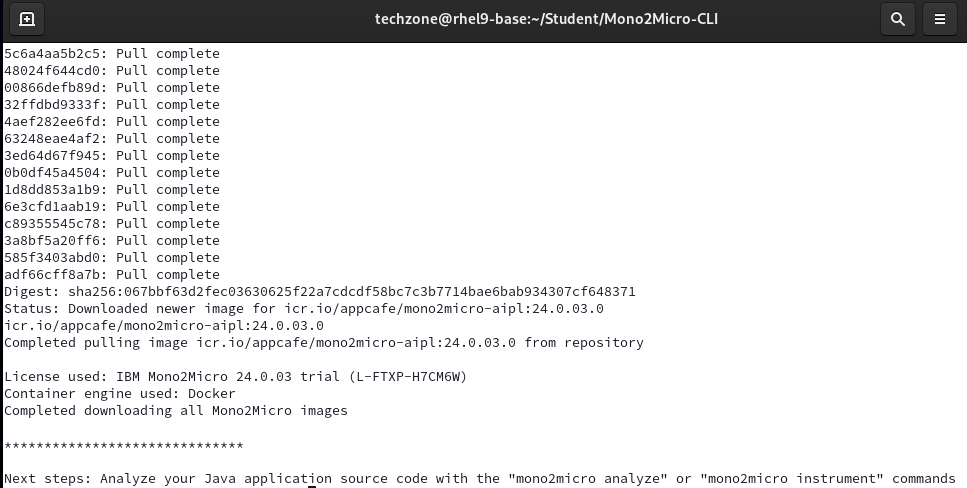 techzone@rhel9-base:~/Student/Mono2Micro-CLI
5c6a4aa5b2c5: Pull complete
48024f644cd0: Pull complete
00866defb89d: Pull complete
32ffdbd9333f: Pull complete
4aef282ee6fd: Pull complete
63248eae4af2: Pull complete
3ed64d67f945: Pull complete
0b0df45a4504: Pull complete
1d8dd853a1b9: Pull complete
6e3cfd1aab19: Pull complete
c89355545c78: Pull complete
3a8bf5a20ff6: Pull complete
585f3403abd0: Pull complete
adf66cff8a7b: Pull complete
Digest: sha256:067bbf63d2fec03630625f22a7cdcdf58bc7c3b7714bae6bab934307cf648371
Status: Downloaded newer image for icr.io/appcafe/mono2micro-aipl:24.0.03.0
icr.io/appcafe/mono2micro-aipl:24.0.03.0
Completed pulling image icr.io/appcafe/mono2micro-aipl:24.0.03.0 from repository
License used: IBM Mono2Micro 24.0.03 trial (L-FTXP-H7CM6W)
Container engine used: Docker
Completed downloading all Mono2Micro images
******************************
Next steps: Analyze your Java application source code with the "mono2micro analyze" or "mono2micro instrument" commands